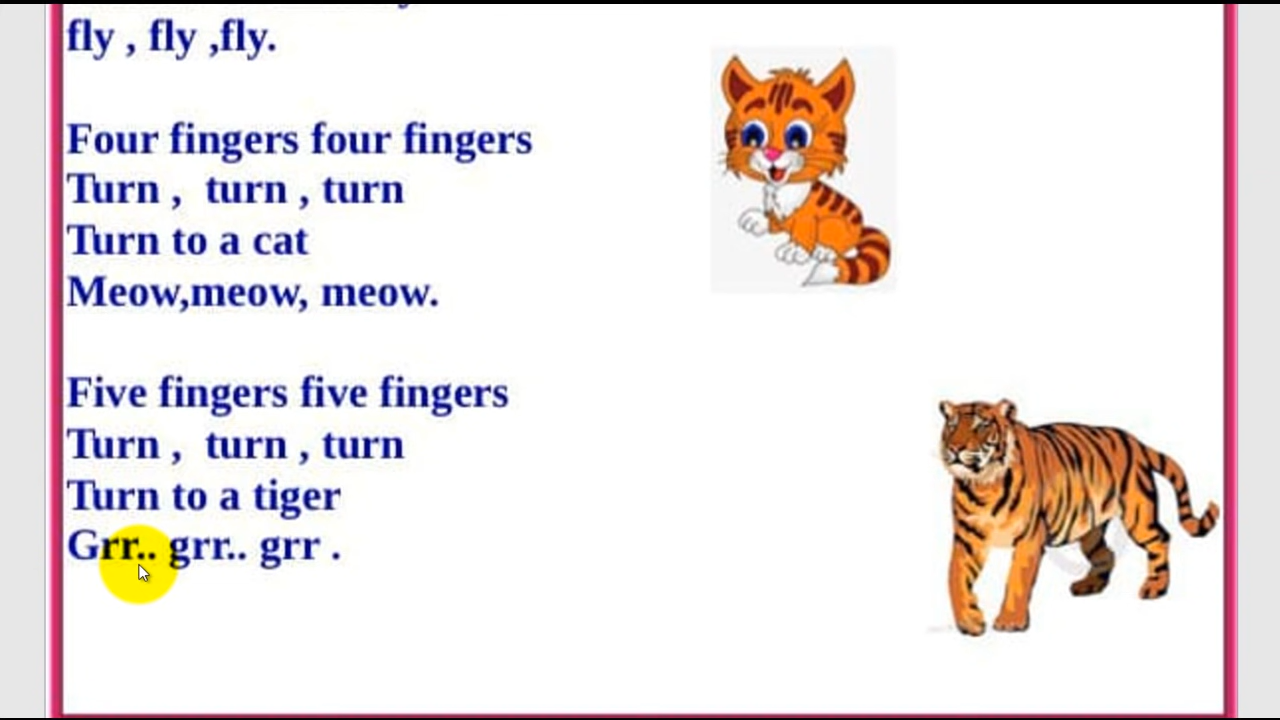 fly , fly ,fly.
Four fingers four fingers
Turn ,  turn , turn
Turn to a cat
Meow,meow, meow.
Five fingers five fingers
Turn ,  turn , turn
Turn to a tiger
Grr.. grr.. grr .